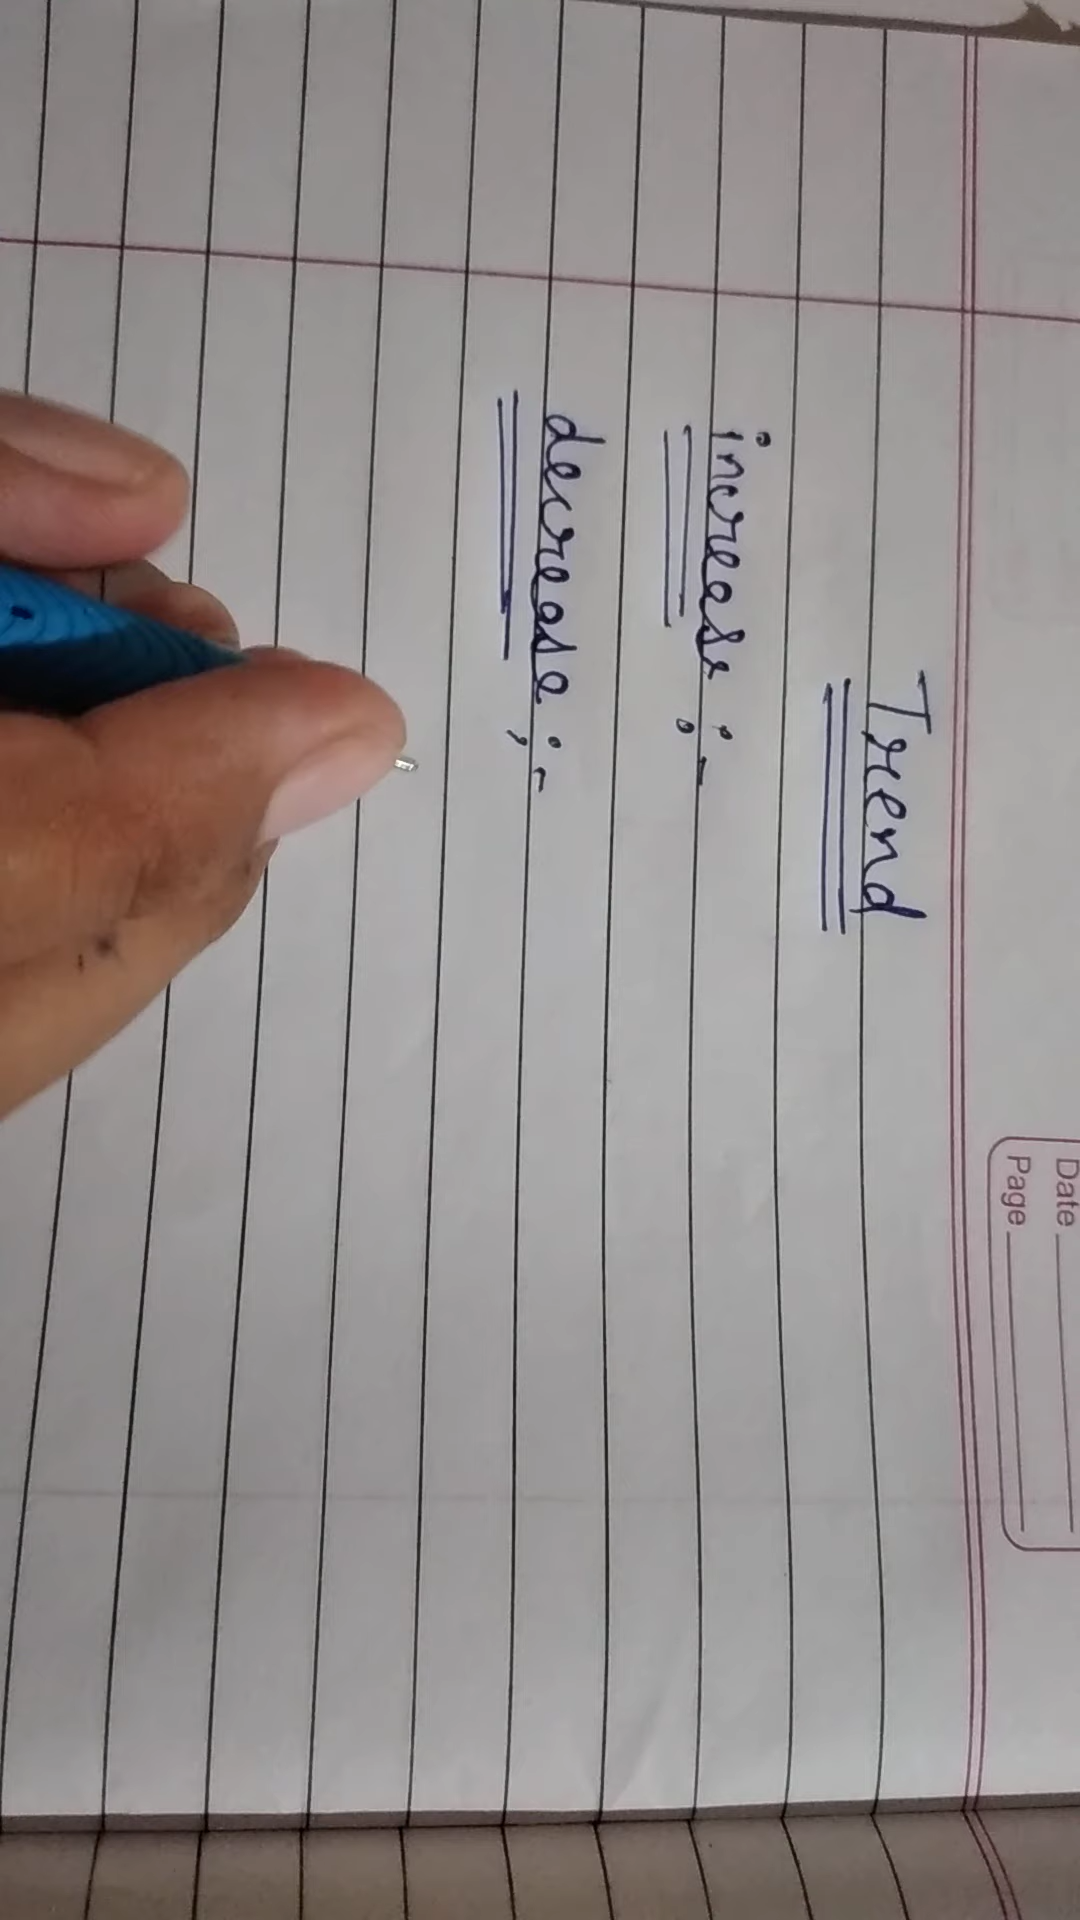 Date
Page
Trend
increase :-
decrease :-